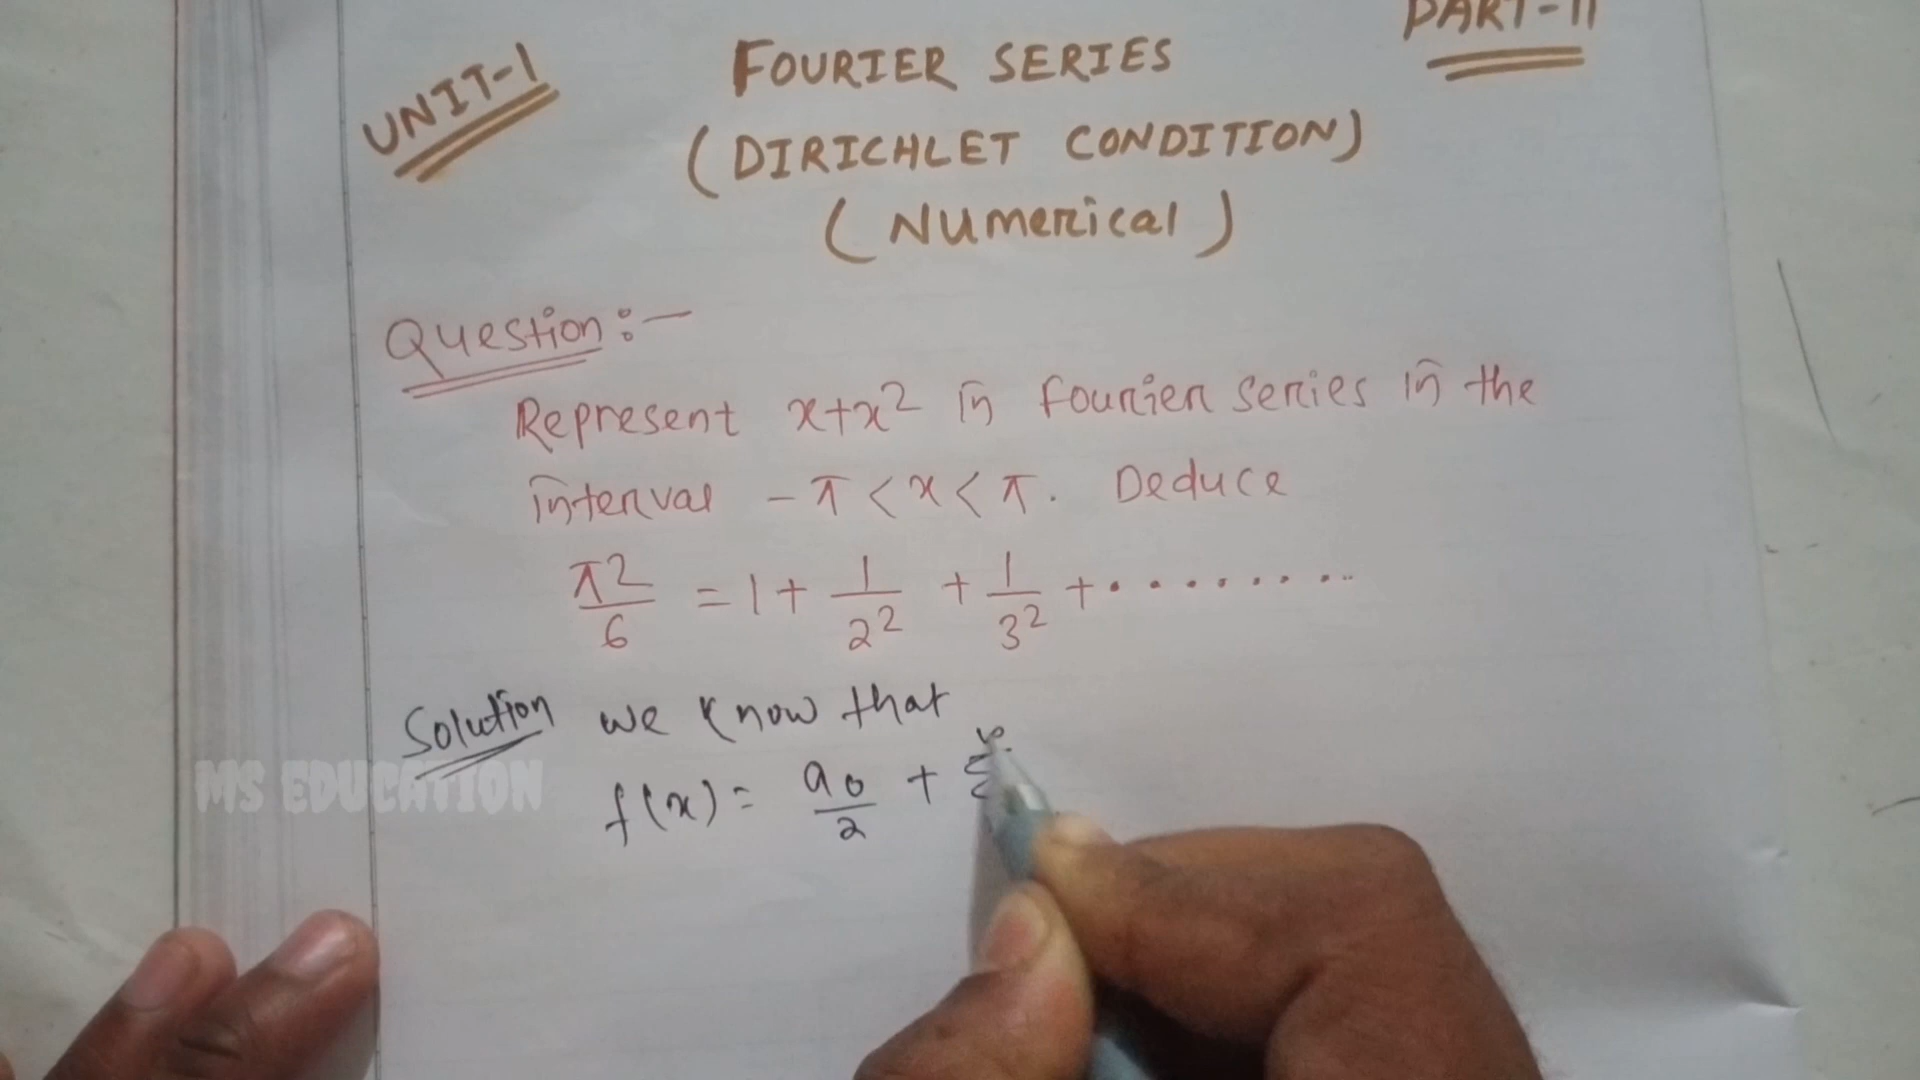 UNIT-1
PART-II
FOURIER SERIES
(DIRICHLET CONDITION)
(Numerical)
Question:-
Represent x+x² in fourier series in the
interval -π<x<π. Deduce
π2/6 = 1 + 1/2² + 1/3² + .........
Solution we know that
f(x) = a0/2 + Σ
MS EDUCATION